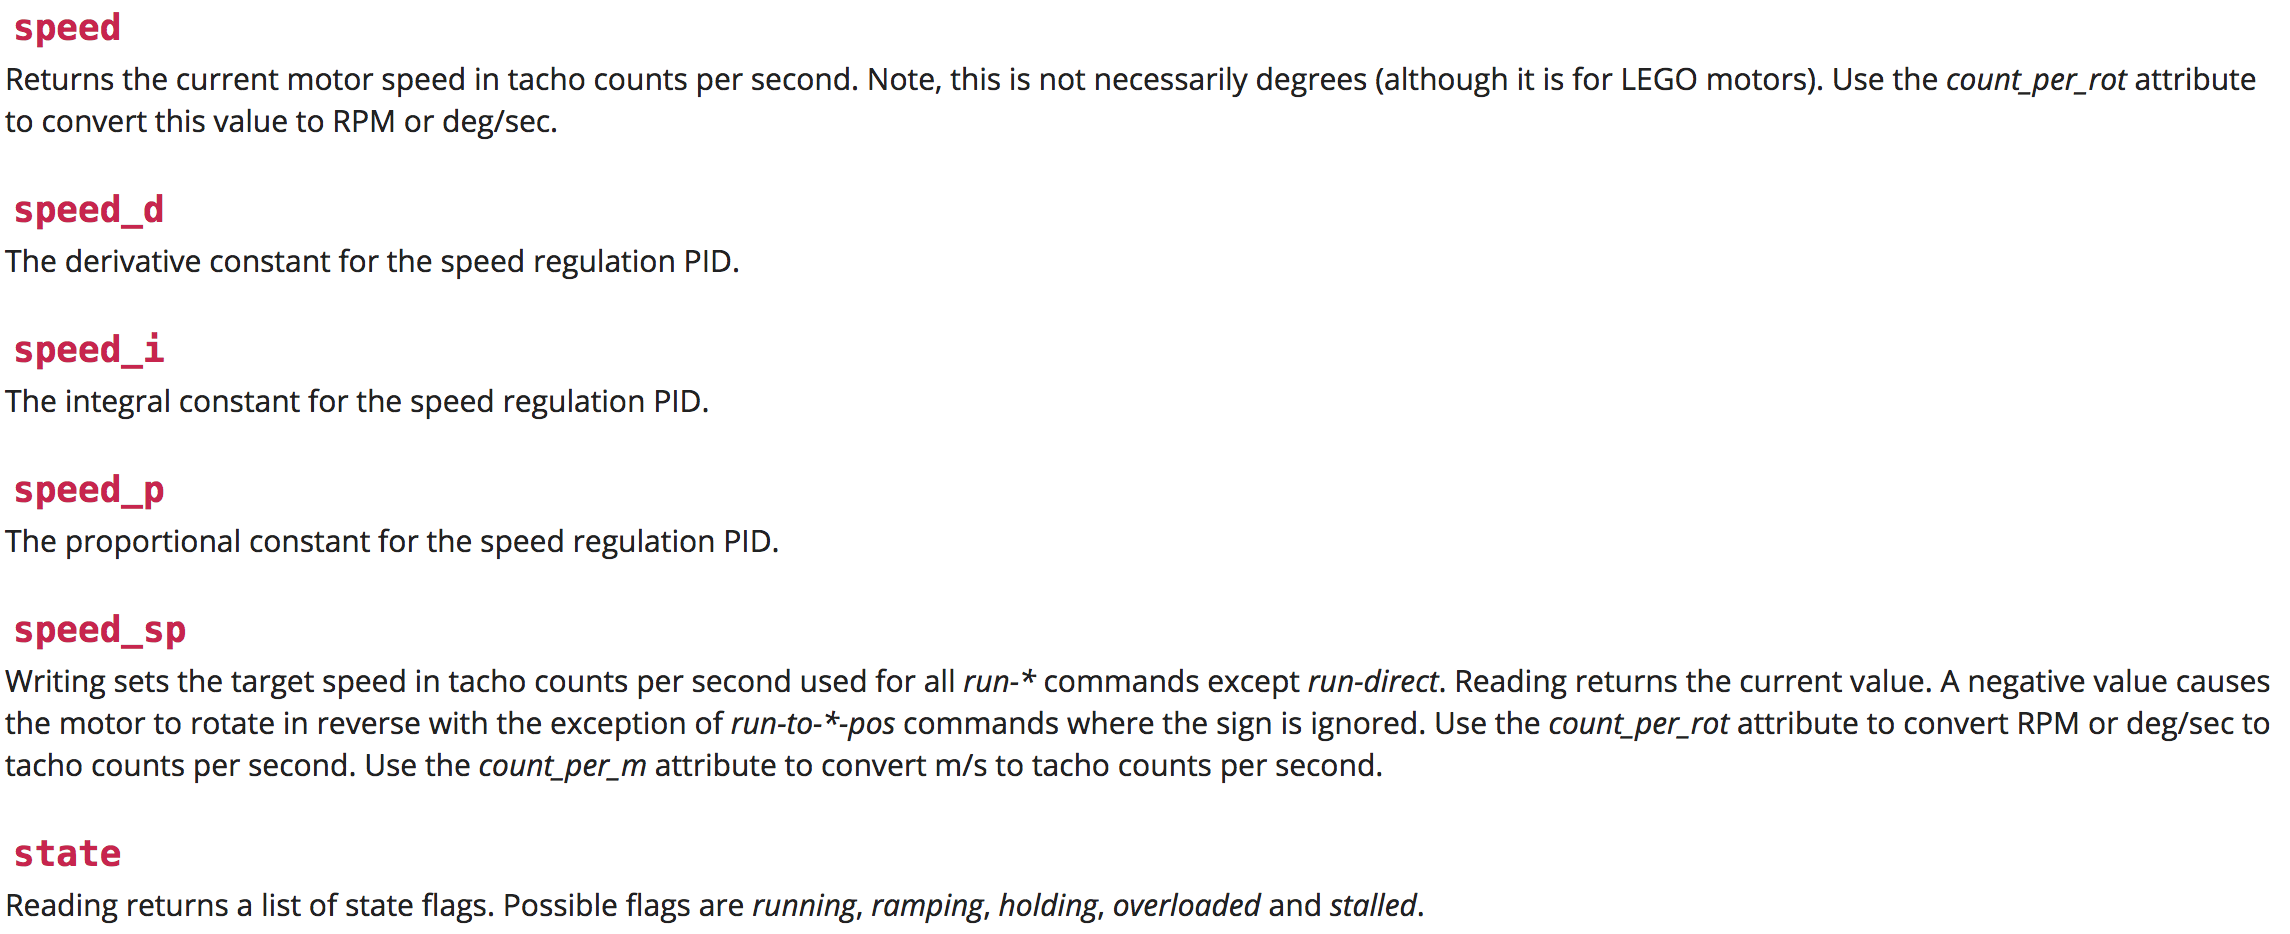 speed
Returns the current motor speed in tacho counts per second. Note, this is not necessarily degrees (although it is for LEGO motors). Use the count_per_rot attribute
to convert this value to RPM or deg/sec.
speed_d
The derivative constant for the speed regulation PID.
speed_i
The integral constant for the speed regulation PID.
speed_p
The proportional constant for the speed regulation PID.
speed_sp
Writing sets the target speed in tacho counts per second used for all run-* commands except run-direct. Reading returns the current value. A negative value causes
the motor to rotate in reverse with the exception of run-to-*-pos commands where the sign is ignored. Use the count_per_rot attribute to convert RPM or deg/sec to
tacho counts per second. Use the count_per_m attribute to convert m/s to tacho counts per second.
state
Reading returns a list of state flags. Possible flags are running, ramping, holding, overloaded and stalled.